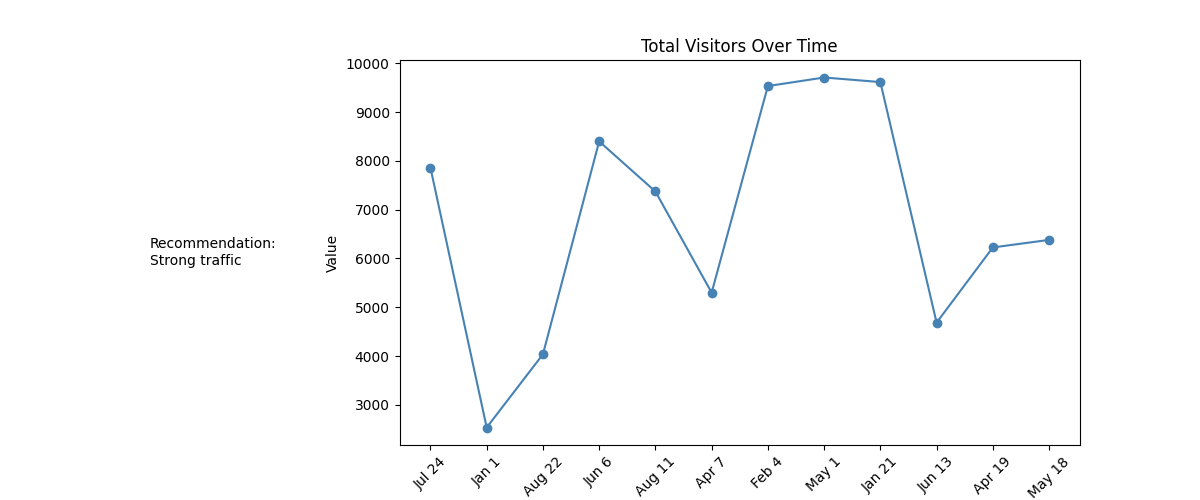 Total Visitors Over Time
Recommendation:
Strong traffic
Value
10000
9000
8000
7000
6000
5000
4000
3000
Jul 24
Jan 1
Aug 22
Jun 6
Aug 11
Apr 7
Feb 4
May 1
Jan 21
Jun 13
Apr 19
May 18